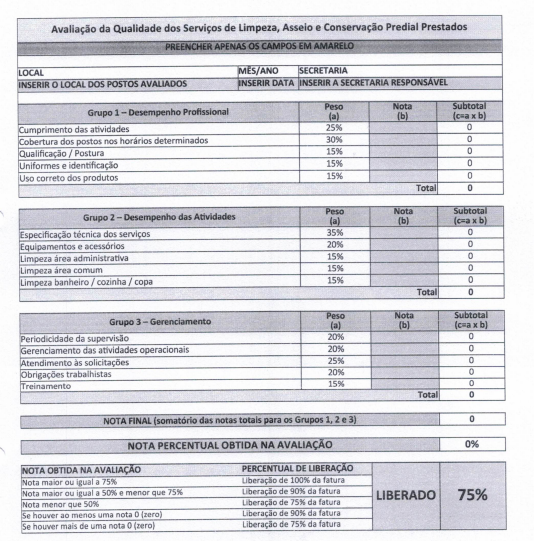 Avaliação da Qualidade dos Serviços de Limpeza, Asseio e Conservação Predial Prestados
PREENCHER APENAS OS CAMPOS EM AMARELO
LOCAL MÊS/ANO SECRETARIA
INSERIR O LOCAL DOS POSTOS AVALIADOS INSERIR DATA INSERIR A SECRETARIA RESPONSÁVEL
Grupo 1 – Desempenho Profissional Peso (a) Nota (b) Subtotal (c=a x b)
Cumprimento das atividades 25% 0
Cobertura dos postos nos horários determinados 30% 0
Qualificação / Postura 15% 0
Uniformes e identificação 15% 0
Uso correto dos produtos 15% 0
Total 0
Grupo 2 – Desempenho das Atividades Peso (a) Nota (b) Subtotal (c=a x b)
Especificação técnica dos serviços 35% 0
Equipamentos e acessórios 20% 0
Limpeza área administrativa 15% 0
Limpeza área comum 15% 0
Limpeza banheiro / cozinha / copa 15% 0
Total 0
Grupo 3 – Gerenciamento Peso (a) Nota (b) Subtotal (c=a x b)
Periodicidade da supervisão 20% 0
Gerenciamento das atividades operacionais 20% 0
Atendimento às solicitações 25% 0
Obrigações trabalhistas 20% 0
Treinamento 15% 0
Total 0
NOTA FINAL (somatório das notas totais para os Grupos 1, 2 e 3) 0
NOTA PERCENTUAL OBTIDA NA AVALIAÇÃO 0%
NOTA OBTIDA NA AVALIAÇÃO PERCENTUAL DE LIBERAÇÃO
Nota maior ou igual a 75% Liberação de 100% da fatura
Nota maior ou igual a 50% e menor que 75% Liberação de 90% da fatura
Nota menor que 50% Liberação de 75% da fatura
Se houver ao menos uma nota 0 (zero) Liberação de 90% da fatura
Se houver mais de uma nota 0 (zero) Liberação de 75% da fatura
LIBERADO 75%